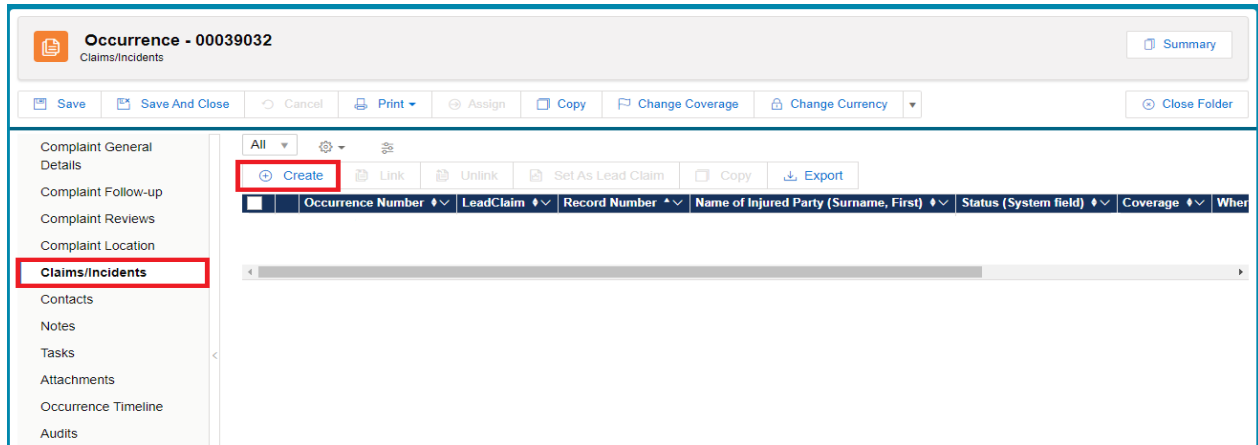 Occurrence - 00039032
Claims/Incidents
Summary
Save Save And Close Cancel Print Assign Copy Change Coverage Change Currency Close Folder
Complaint General
Details
Complaint Follow-up
Complaint Reviews
Complaint Location
Claims/Incidents
Contacts
Notes
Tasks
Attachments
Occurrence Timeline
Audits
All
Create Link Unlink Set As Lead Claim Copy Export
Occurrence Number LeadClaim Record Number Name of Injured Party (Surname, First) Status (System field) Coverage Wher